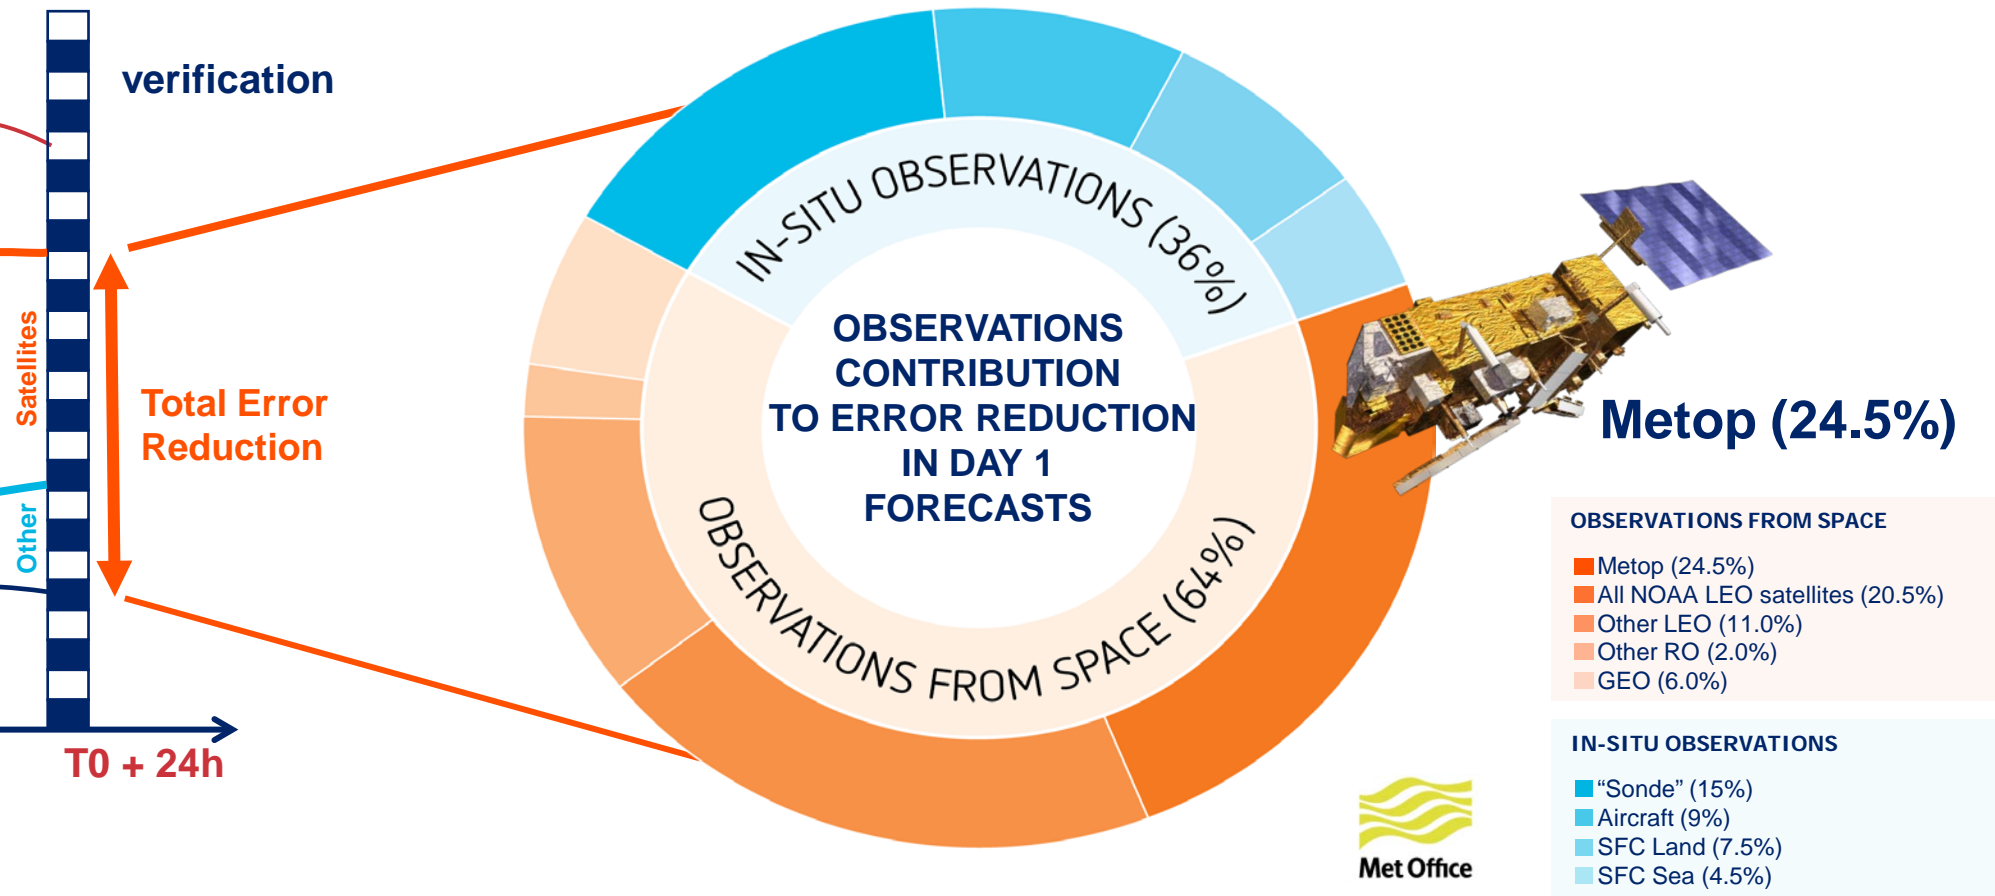 verification
Satellites
Other
Total Error
Reduction
T0 + 24h
IN-SITU OBSERVATIONS (36%)
OBSERVATIONS
CONTRIBUTION
TO ERROR REDUCTION
IN DAY 1
FORECASTS
OBSERVATIONS FROM SPACE (64%)
Metop (24.5%)
OBSERVATIONS FROM SPACE
Metop (24.5%)
All NOAA LEO satellites (20.5%)
Other LEO (11.0%)
Other RO (2.0%)
GEO (6.0%)
IN-SITU OBSERVATIONS
“Sonde” (15%)
Aircraft (9%)
SFC Land (7.5%)
SFC Sea (4.5%)
Met Office